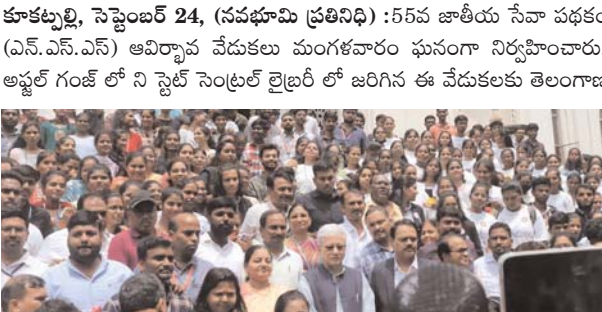 కూకట్పల్లి, సెప్టెంబర్ 24, (నవభూమి ప్రతినిధి) :55వ జాతీయ సేవా పథకం
(ఎన్.ఎస్.ఎస్) ఆవిర్భావ వేడుకలు మంగళవారం ఘనంగా నిర్వహించారు
అఫ్జల్ గంజ్ లో ని స్టెట్ సెంట్రల్ లైబ్రరీ లో జరిగిన ఈ వేడుకలకు తెలంగాణ